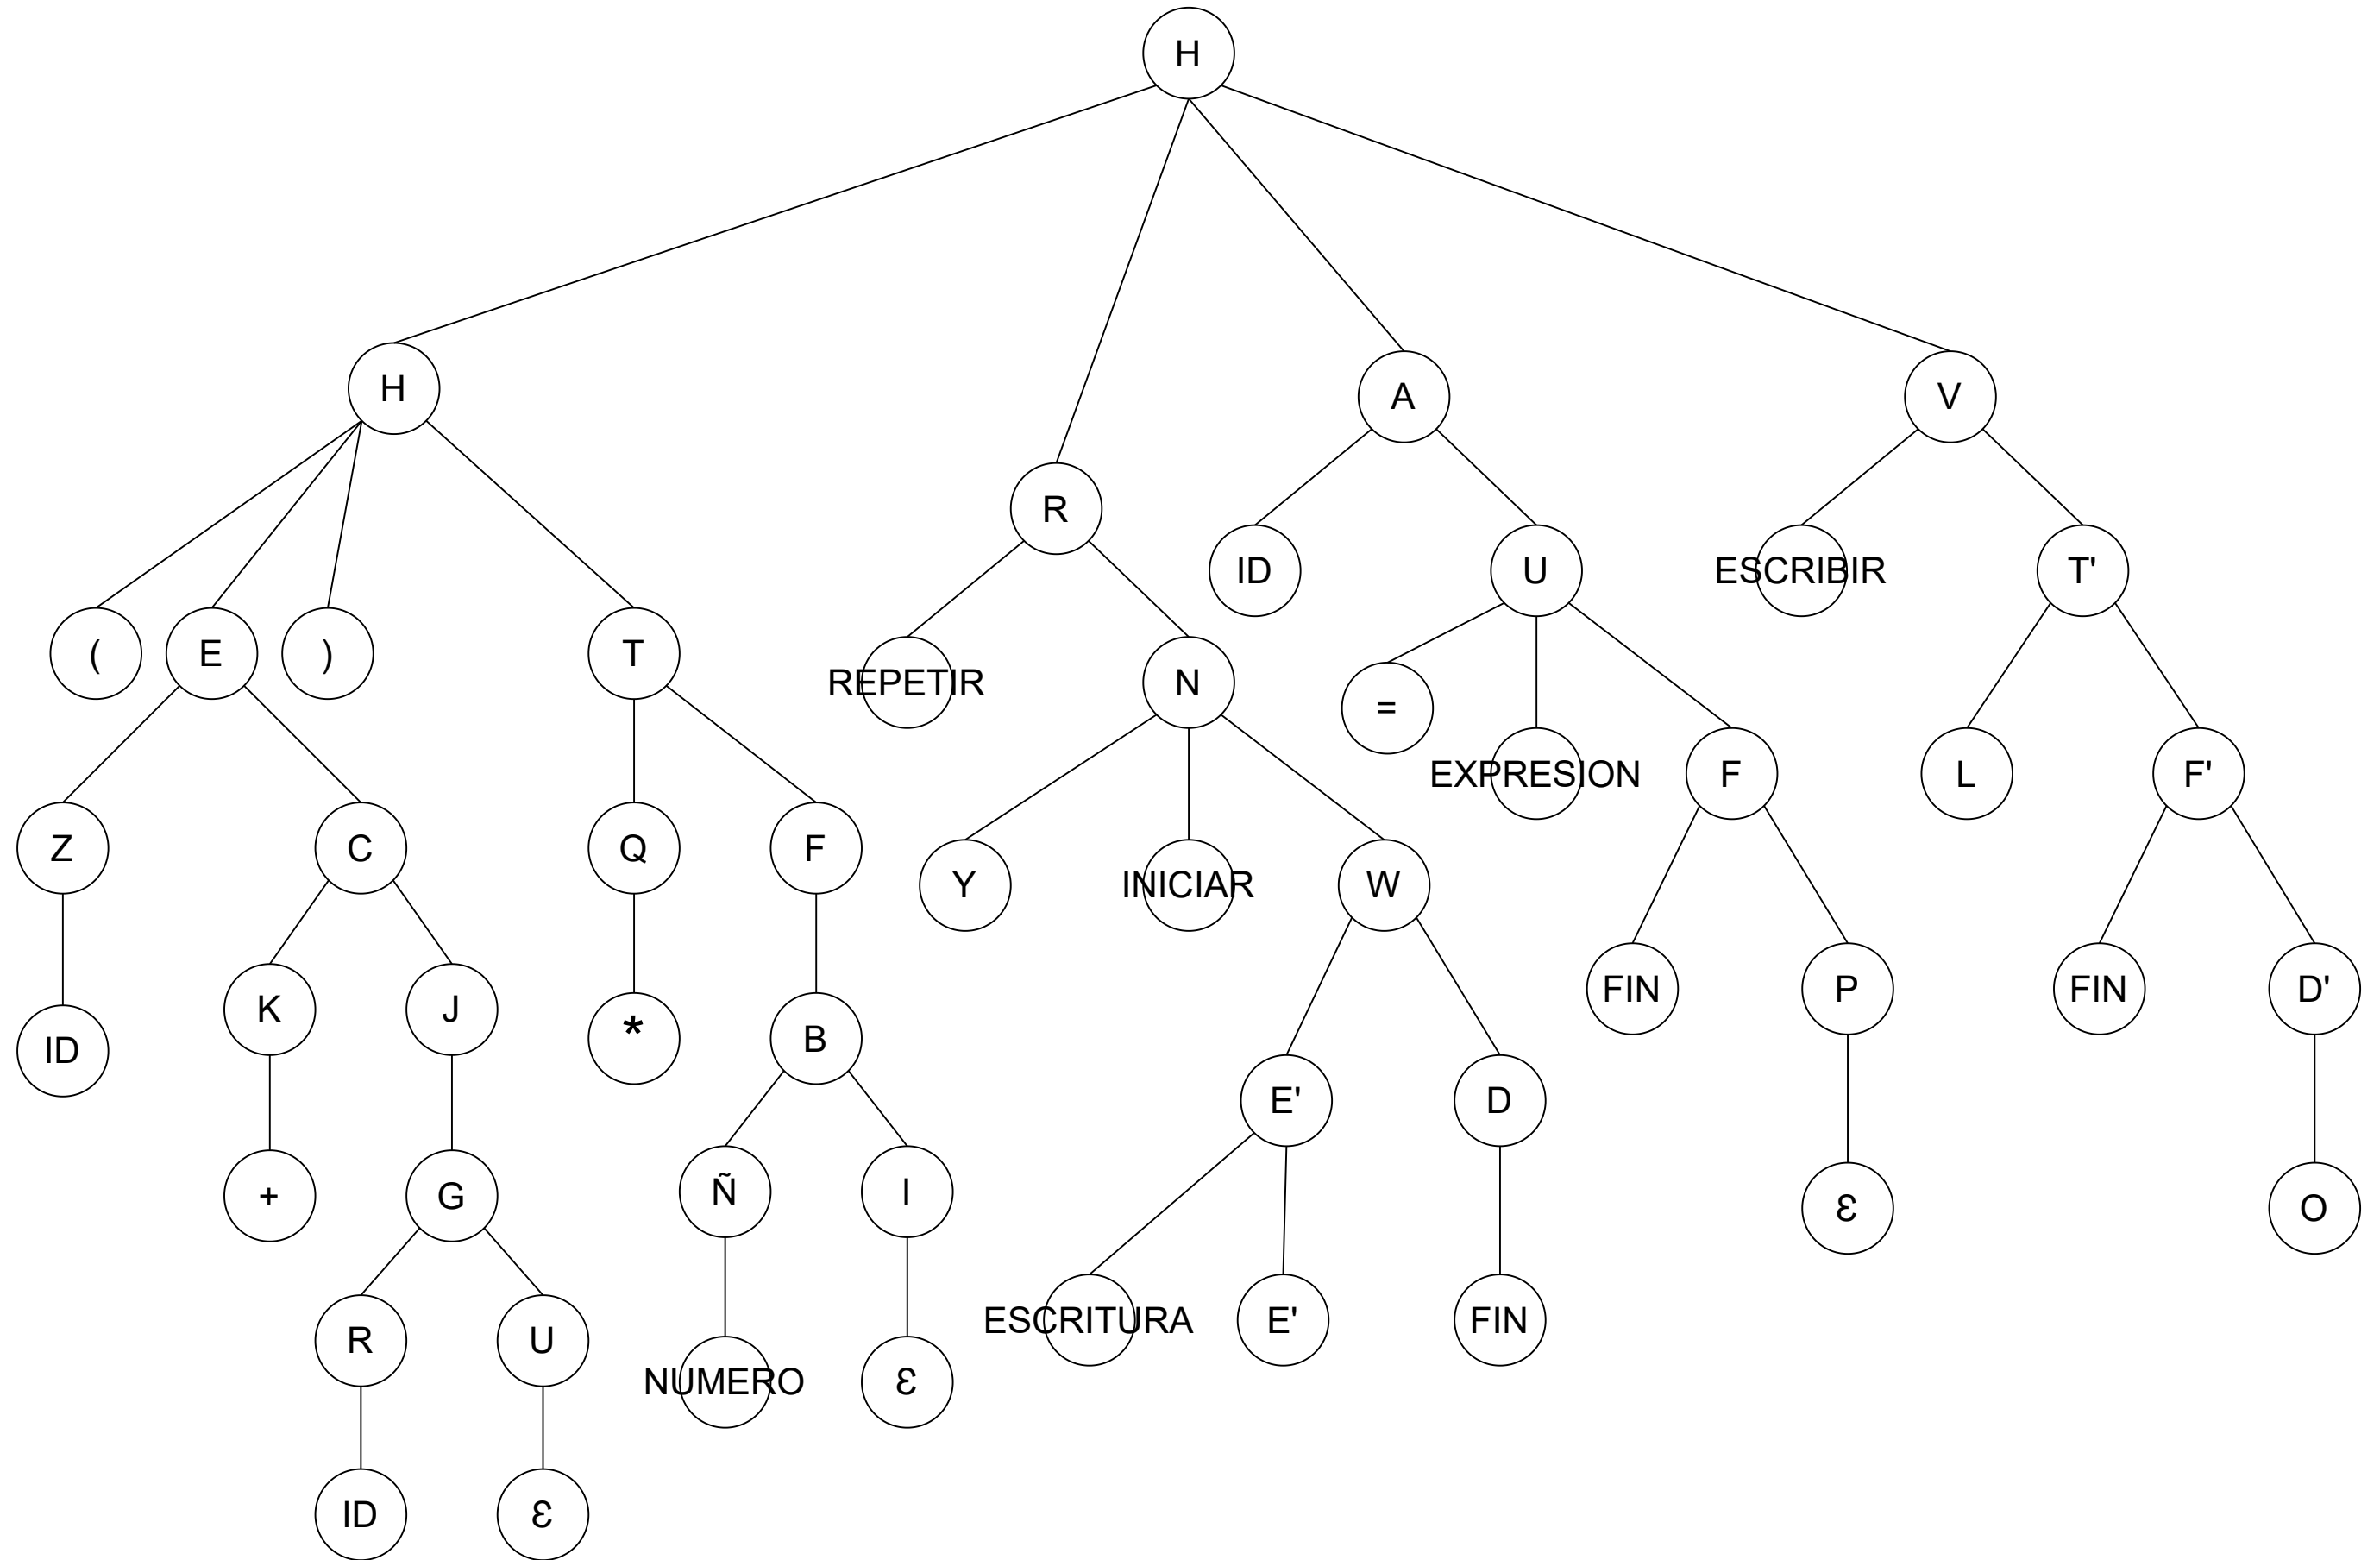 H
H
A
V
R
ID
U
ESCRIBIR
T'
(
E
)
T
REPETIR
N
=
EXPRESION
F
L
F'
Z
C
Q
F
Y
INICIAR
W
FIN
P
FIN
D'
K
J
*
B
ID
E'
D
+
G
Ñ
I
Ɛ
O
ESCRITURA
E'
FIN
R
U
NUMERO
Ɛ
ID
Ɛ